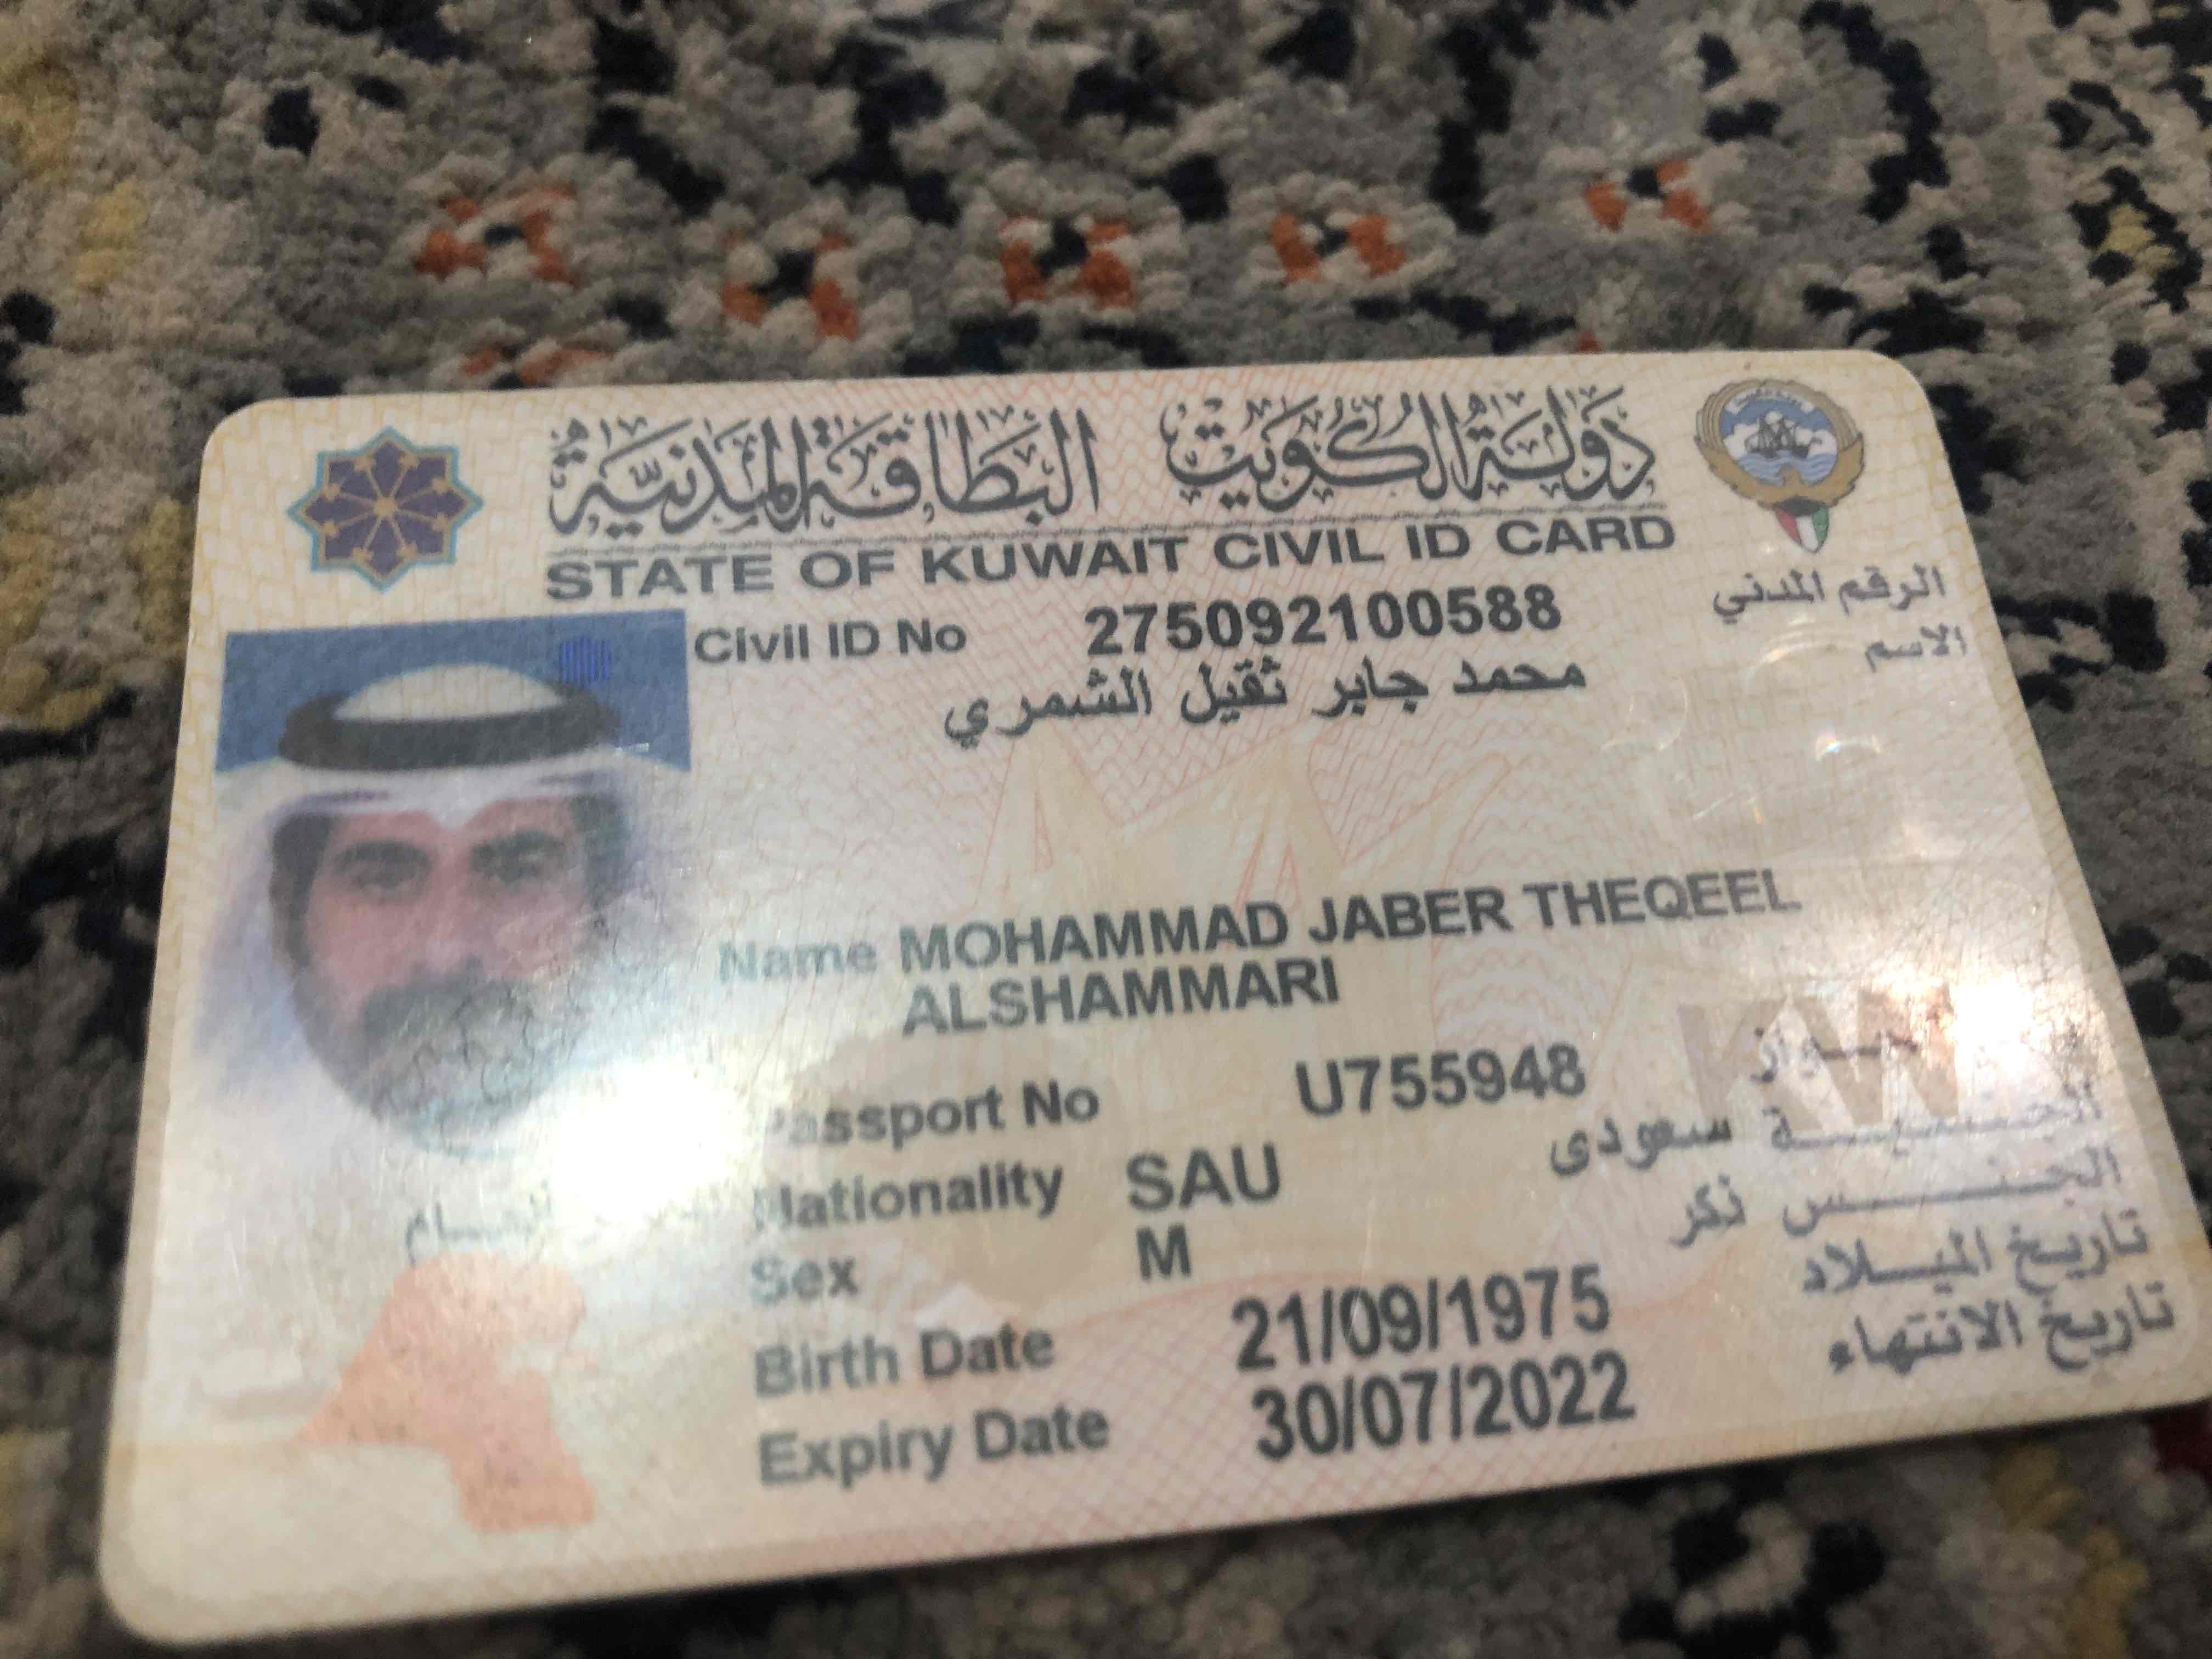 دولة الكويت البطاقة المدنية
STATE OF KUWAIT CIVIL ID CARD
Civil ID No 275092100588 الرقم المدني
محمد جابر ثقيل الشمري الاسم
Name MOHAMMAD JABER THEQEEL
ALSHAMMARI
Passport No U755948
Nationality SAU سعودى الجنسية
Sex M ذكر الجنس
Birth Date 21/09/1975 تاريخ الميلاد
Expiry Date 30/07/2022 تاريخ الانتهاء